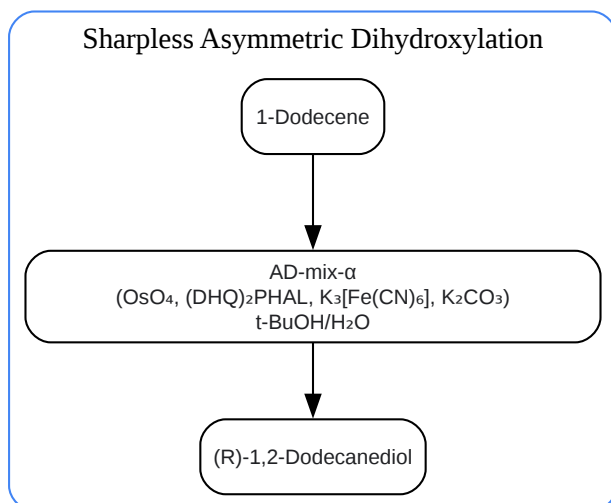 Sharpless Asymmetric Dihydroxylation
1-Dodecene
AD-mix-α
(OsO₄, (DHQ)₂PHAL, K₃[Fe(CN)₆], K₂CO₃)
t-BuOH/H₂O
(R)-1,2-Dodecanediol